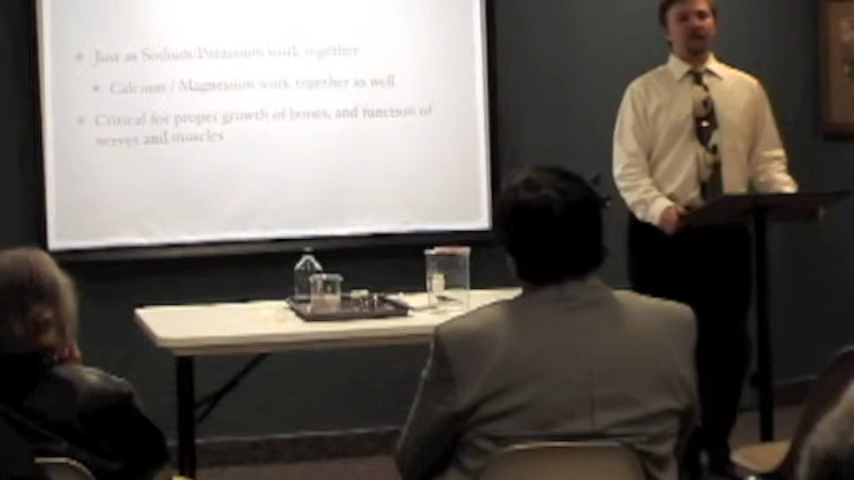 Just as Sodium/Potassium work together
Calcium / Magnesium work together as well
Critical for proper growth of bones, and function of
nerves and muscles